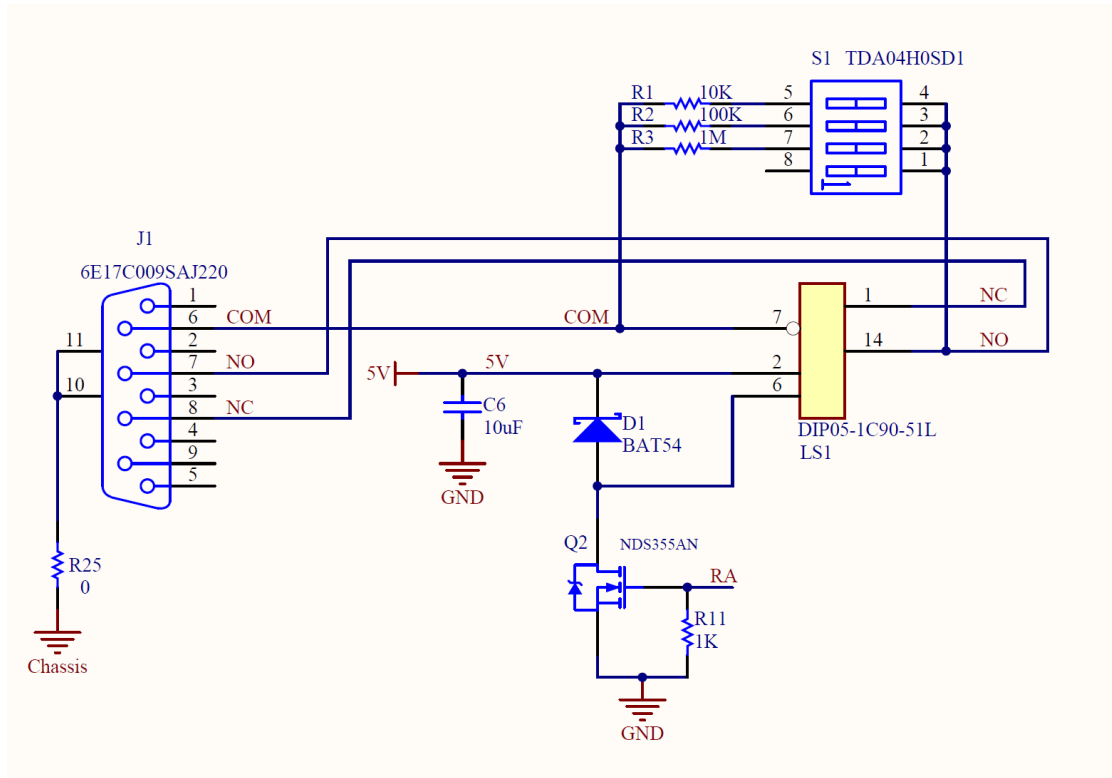 S1 TDA04H0SD1
R1 10K 5 4
R2 100K 6 3
R3 1M 7 2
8 1
J1
6E17C009SAJ220
1
6 COM COM 7
11 2
7 NO
10 3
8 NC
4
9
5
1 NC
14 NO
5V 5V 2
6
C6
10uF
GND
D1
BAT54
DIP05-1C90-51L
LS1
Q2 NDS355AN
RA
R25
0
R11
1K
Chassis
GND